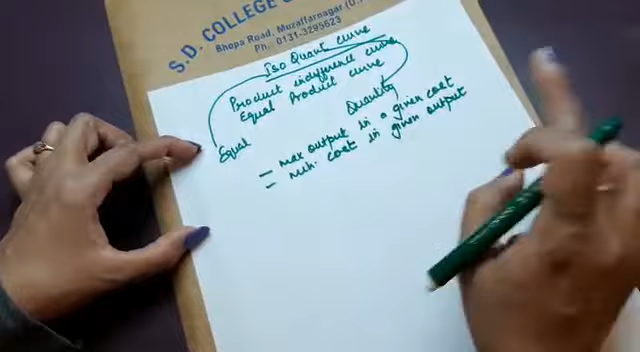 S.D. COLLEGE
Bhopa Road, Muzaffarnagar (U.
Ph. 0131-3295623
Iso Quant curve
Product indifference curve
Equal Product curve
Equal Quantity
- max output in a given cost
- min. cost in given output